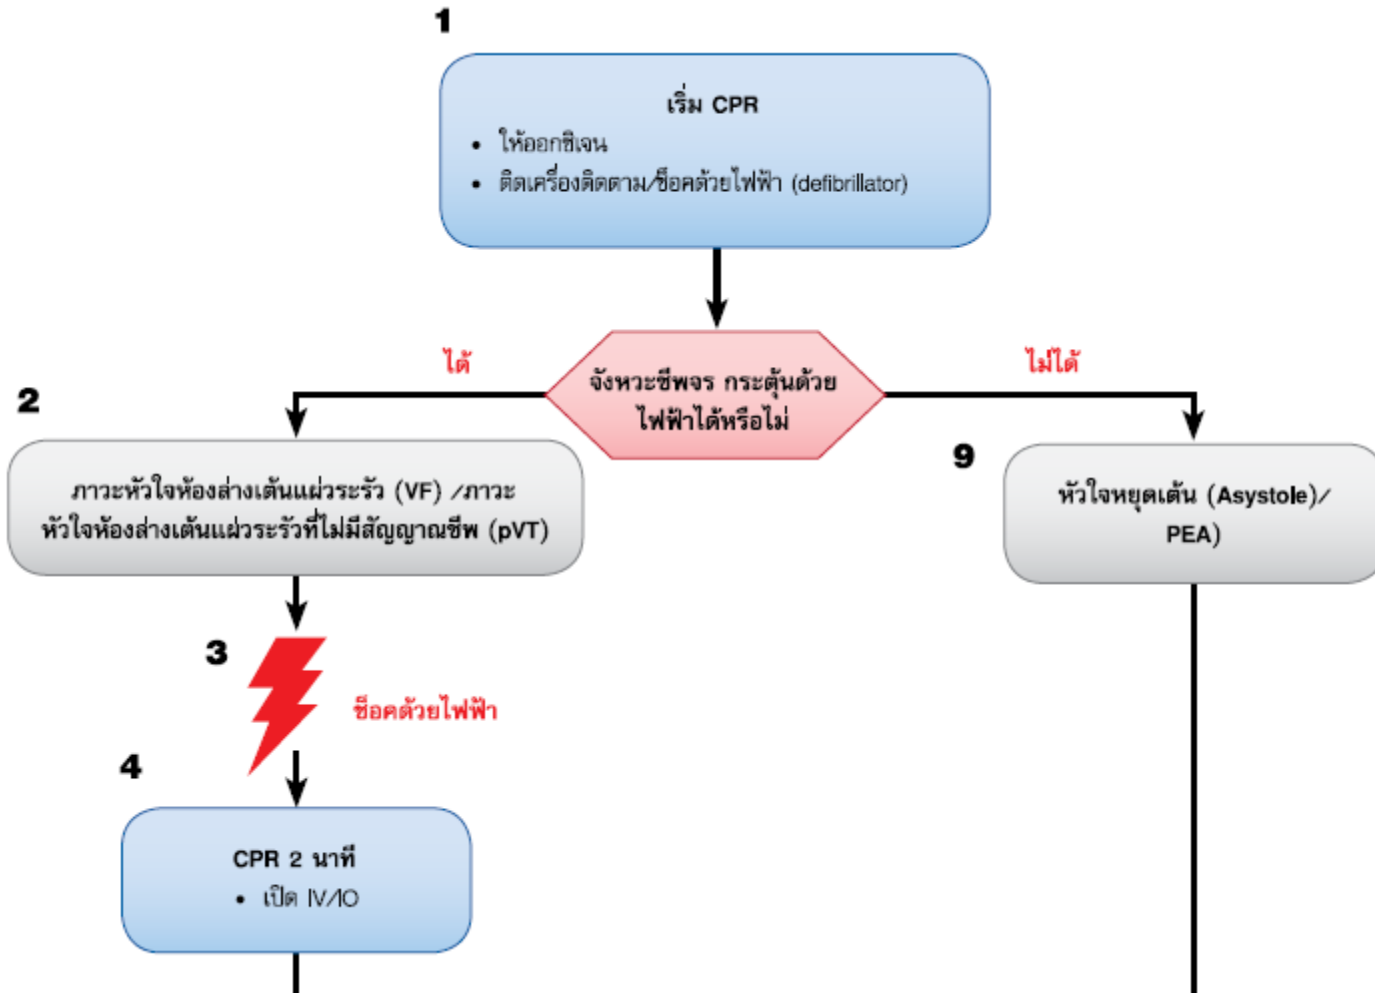 1
เริ่ม CPR
• ให้ออกซิเจน
• ติดเครื่องติดตาม/ช็อคด้วยไฟฟ้า (defibrillator)
จังหวะชีพจร กระตุ้นด้วย
ไฟฟ้าได้หรือไม่
ได้
ไม่ได้
2
ภาวะหัวใจห้องล่างเต้นแผ่วระรัว (VF) /ภาวะ
หัวใจห้องล่างเต้นแผ่วระรัวที่ไม่มีสัญญาณชีพ (pVT)
9
หัวใจหยุดเต้น (Asystole)/
PEA)
3
ช็อคด้วยไฟฟ้า
4
CPR 2 นาที
• เปิด IV/IO